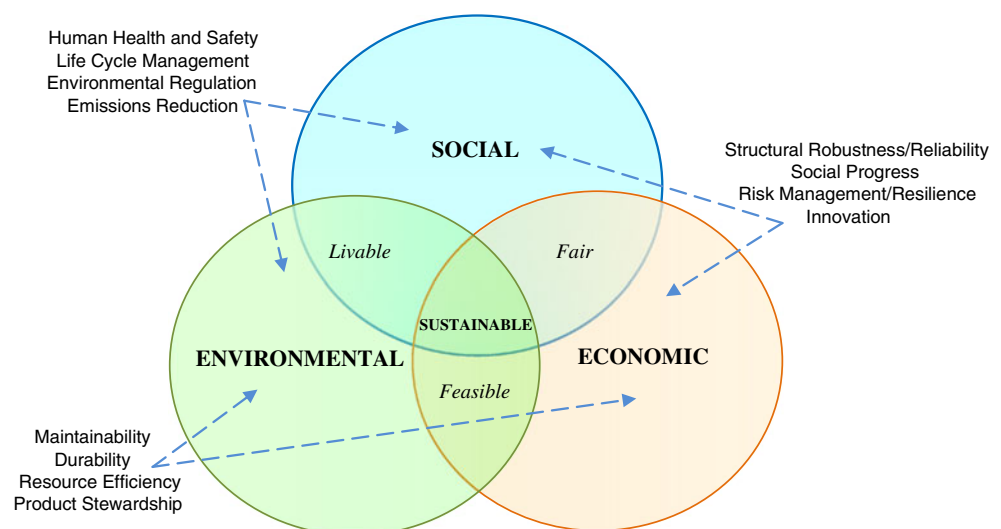 Human Health and Safety
Life Cycle Management
Environmental Regulation
Emissions Reduction
SOCIAL
Structural Robustness/Reliability
Social Progress
Risk Management/Resilience
Innovation
Livable
Fair
SUSTAINABLE
ENVIRONMENTAL
ECONOMIC
Feasible
Maintainability
Durability
Resource Efficiency
Product Stewardship